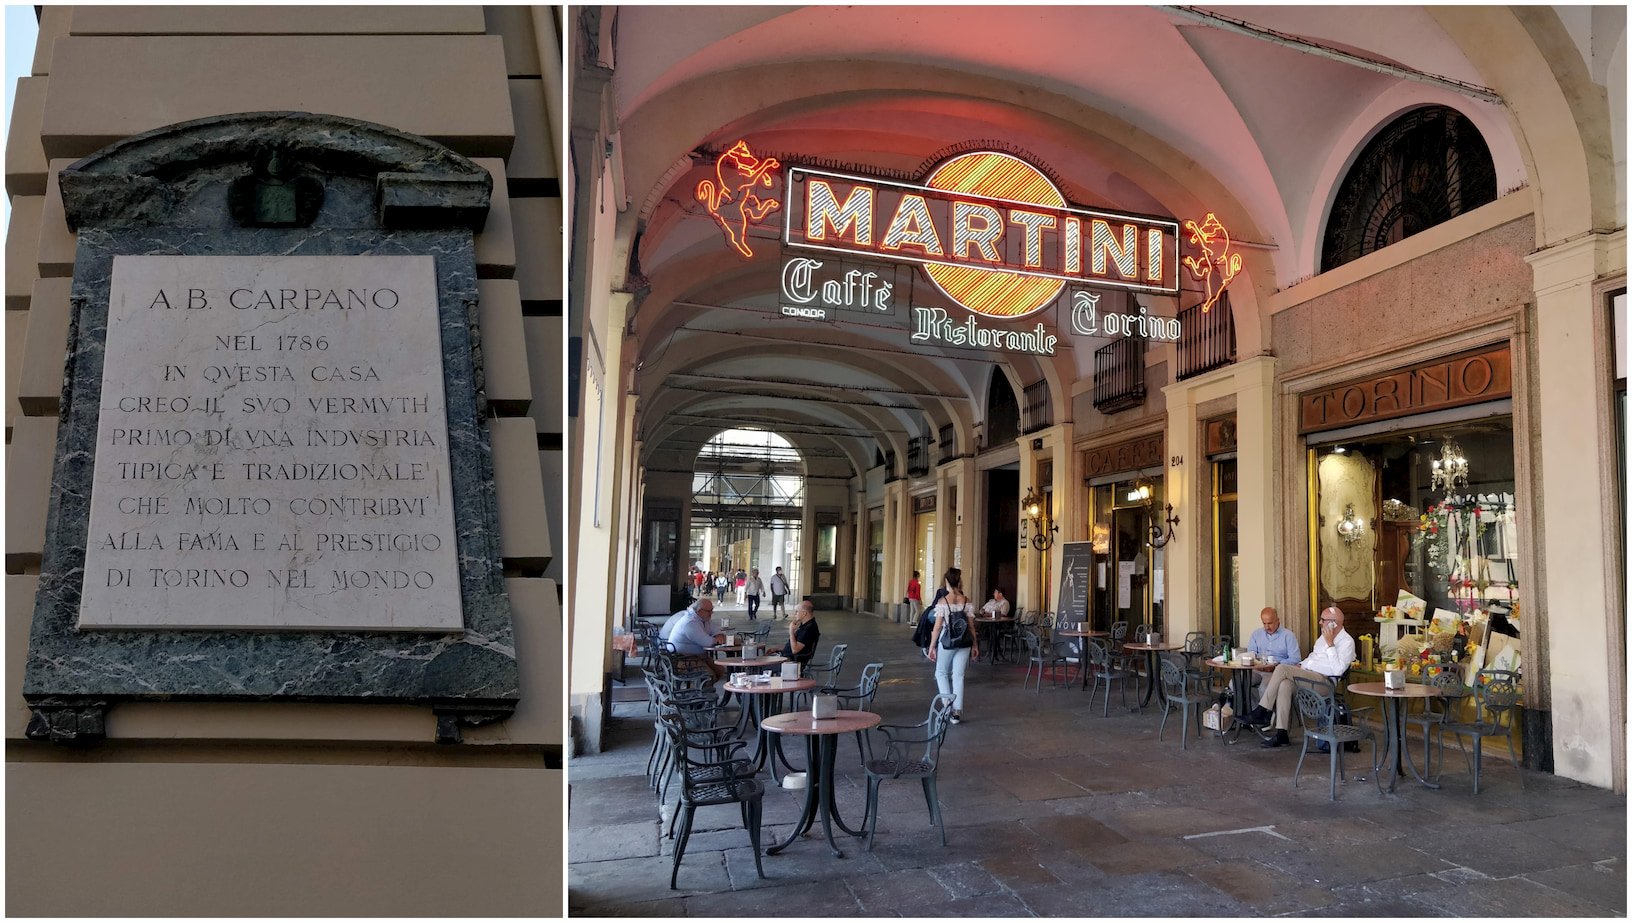 A. B. CARPANO
NEL 1786
IN QVESTA CASA
CREÒ IL SVO VERMVTH
PRIMO DI VNA INDVSTRIA
TIPICA E TRADIZIONALE
CHE MOLTO CONTRIBVÌ
ALLA FAMA E AL PRESTIGIO
DI TORINO NEL MONDO
MARTINI
Caffè
CONDOR
Ristorante
Torino
TORINO
CAFFE
204